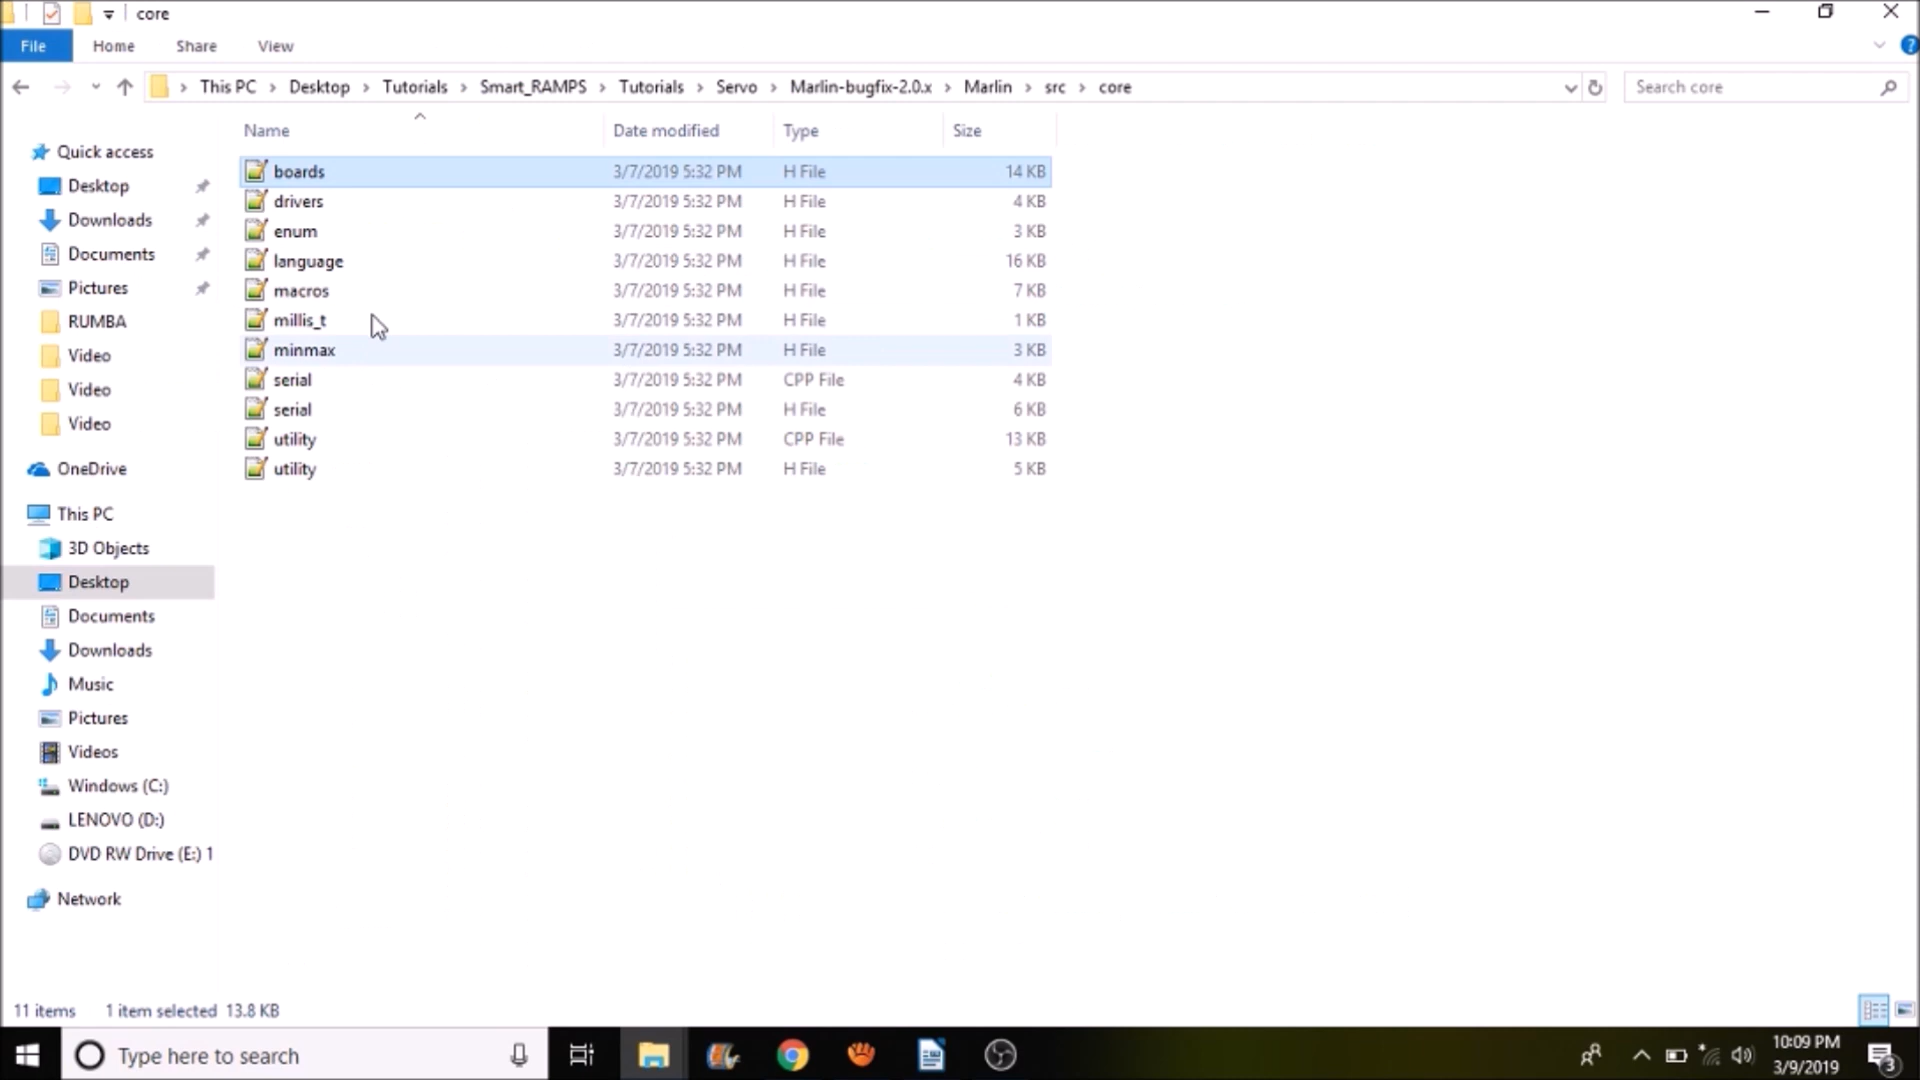 core
File Home Share View
This PC Desktop Tutorials Smart_RAMPS Tutorials Servo Marlin-bugfix-2.0.x Marlin src core Search core
Name Date modified Type Size
Quick access
Desktop
Downloads
Documents
Pictures
RUMBA
Video
Video
Video
OneDrive
This PC
3D Objects
Desktop
Documents
Downloads
Music
Pictures
Videos
Windows (C:)
LENOVO (D:)
DVD RW Drive (E:) 1
Network
boards 3/7/2019 5:32 PM H File 14 KB
drivers 3/7/2019 5:32 PM H File 4 KB
enum 3/7/2019 5:32 PM H File 3 KB
language 3/7/2019 5:32 PM H File 16 KB
macros 3/7/2019 5:32 PM H File 7 KB
millis_t 3/7/2019 5:32 PM H File 1 KB
minmax 3/7/2019 5:32 PM H File 3 KB
serial 3/7/2019 5:32 PM CPP File 4 KB
serial 3/7/2019 5:32 PM H File 6 KB
utility 3/7/2019 5:32 PM CPP File 13 KB
utility 3/7/2019 5:32 PM H File 5 KB
11 items 1 item selected 13.8 KB
Type here to search
10:09 PM
3/9/2019
3